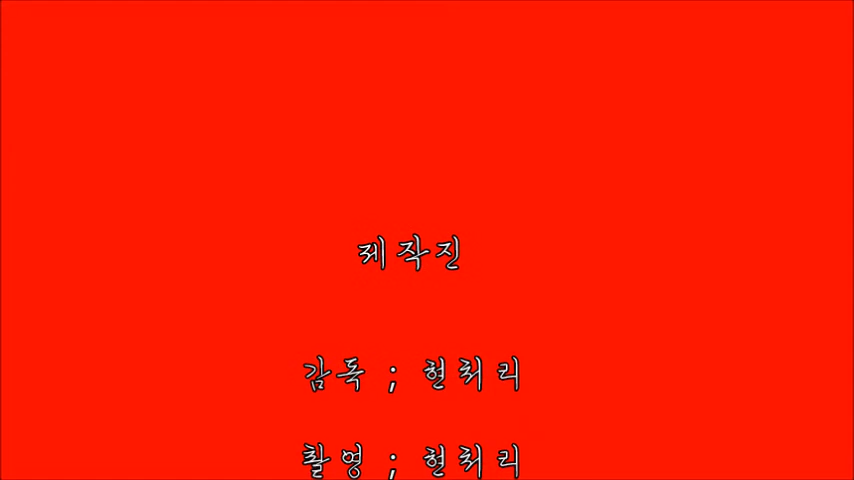 제작진
감독 ; 현처리
촬영 ; 현처리